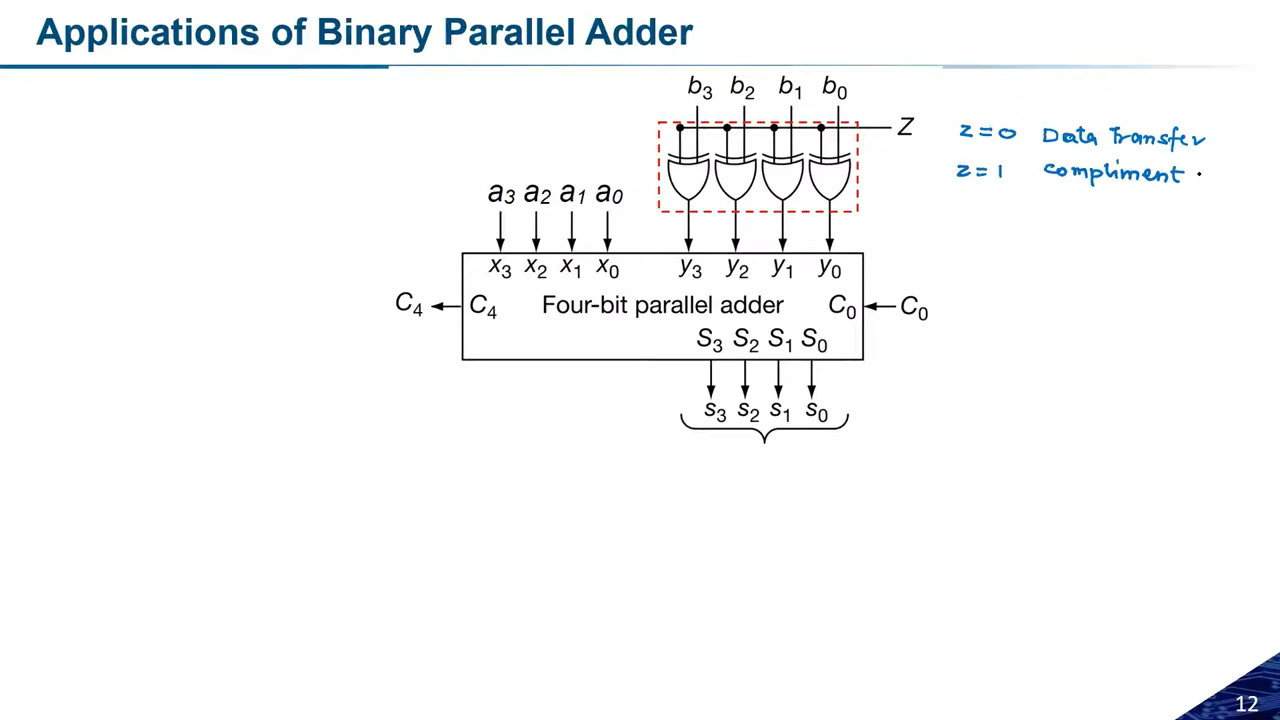 Applications of Binary Parallel Adder
b3 b2 b1 b0
Z
z=0 Data Transfer
z=1 compliment
a3 a2 a1 a0
x3 x2 x1 x0 y3 y2 y1 y0
C4 C4 Four-bit parallel adder C0 C0
S3 S2 S1 S0
s3 s2 s1 s0
12